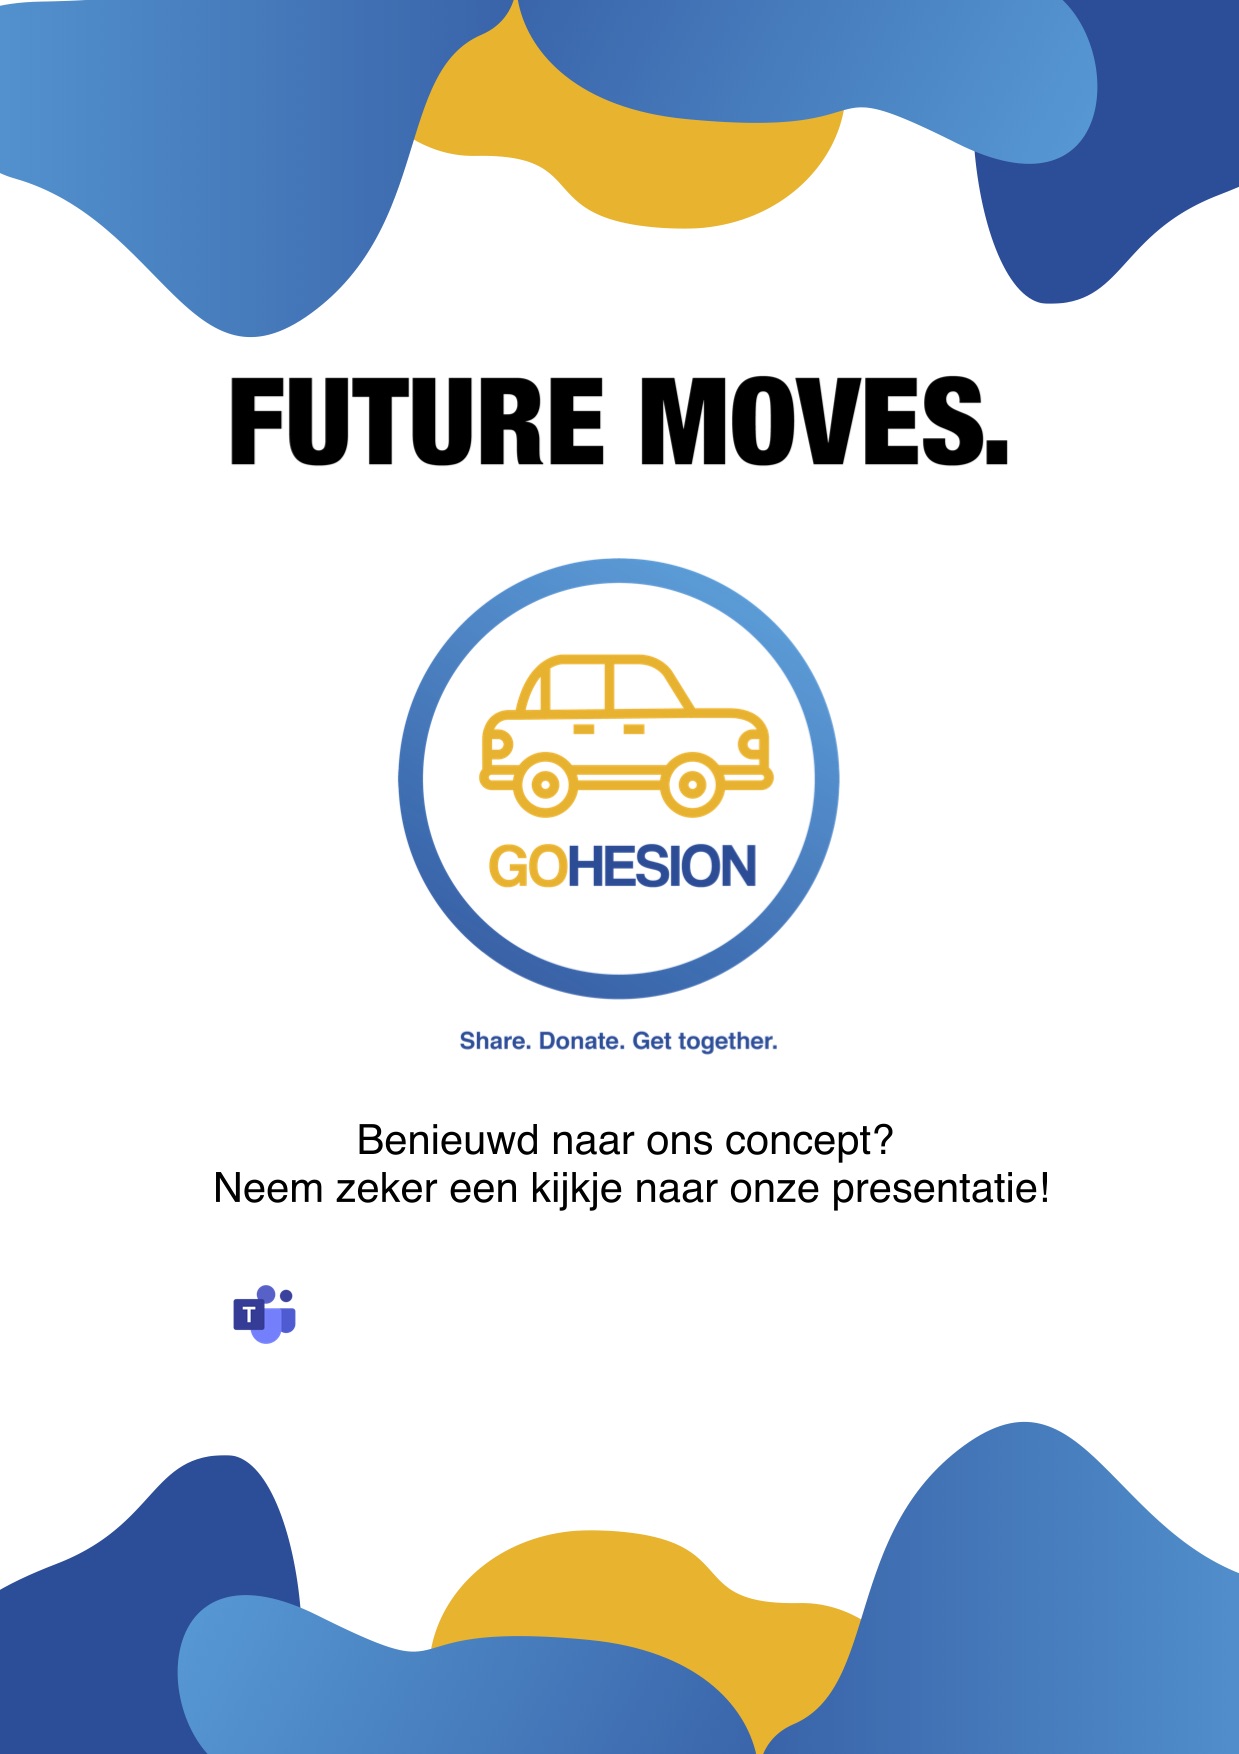 FUTURE MOVES.
GOHESION
Share. Donate. Get together.
Benieuwd naar ons concept?
Neem zeker een kijkje naar onze presentatie!
T